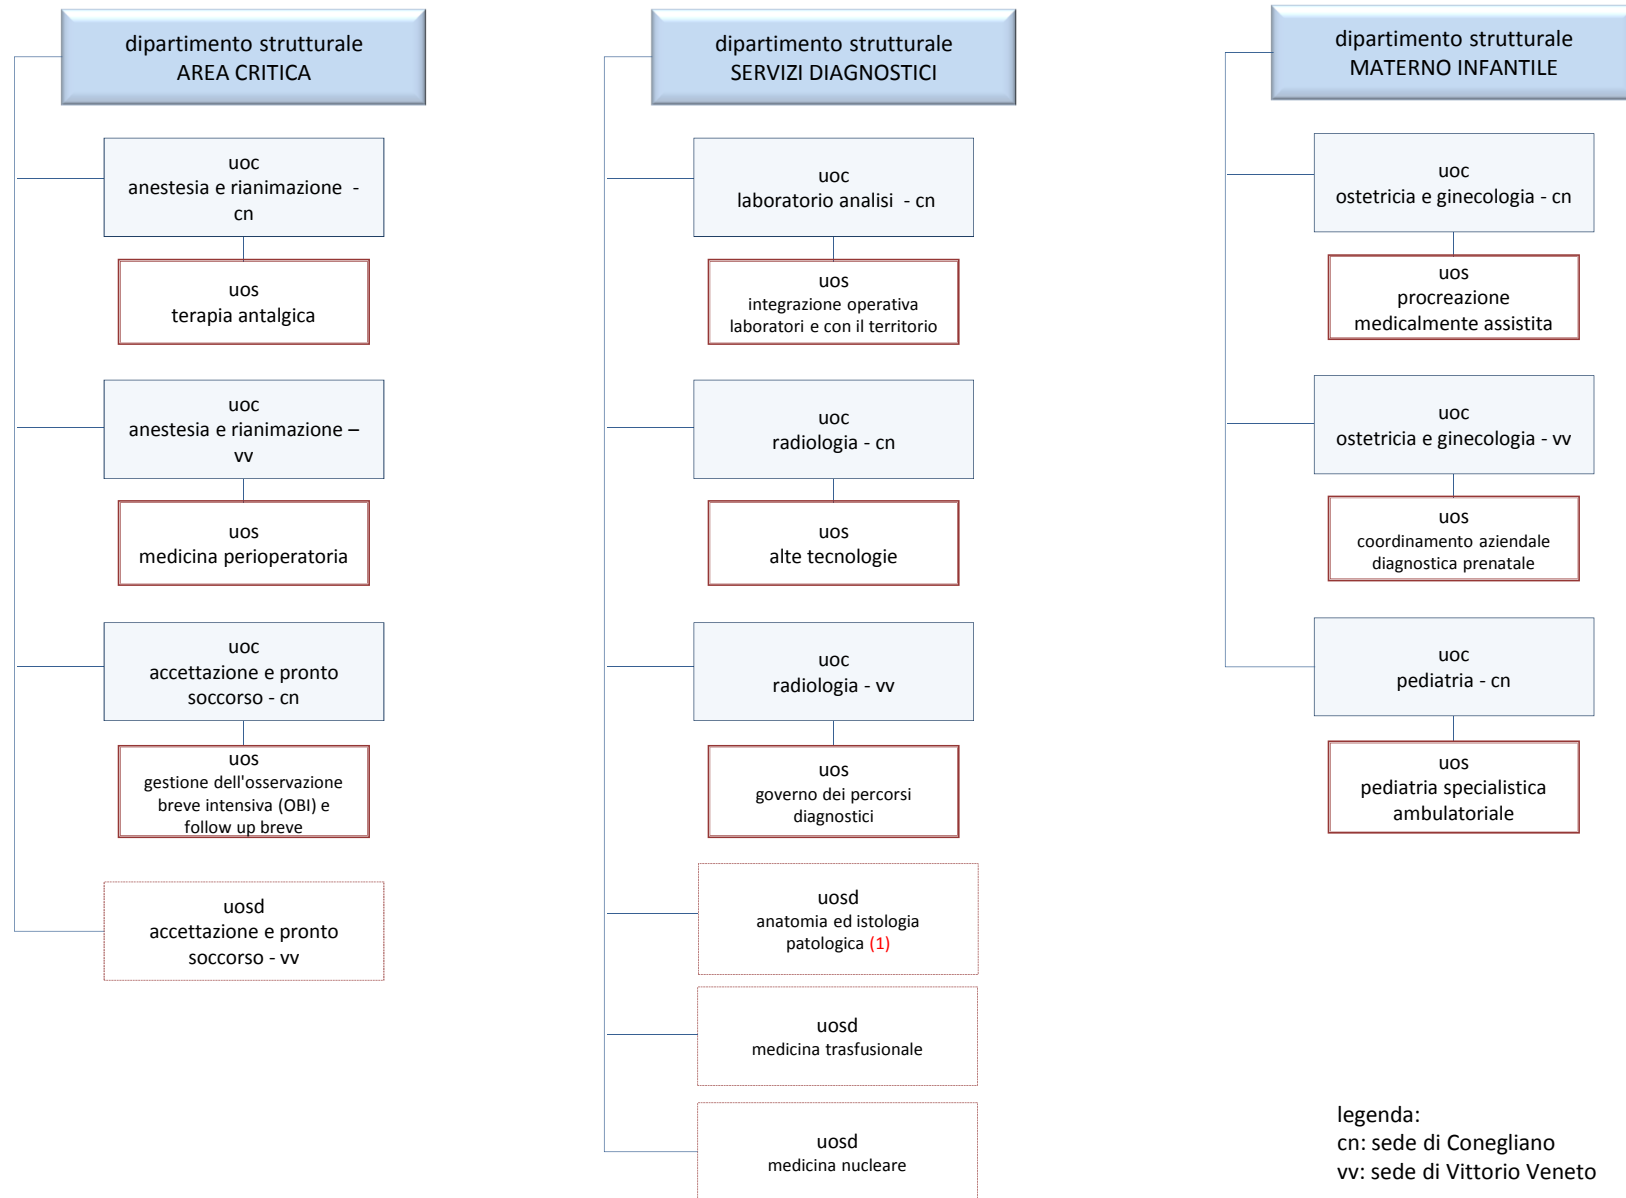 dipartimento strutturale
AREA CRITICA
uoc
anestesia e rianimazione -
cn
uos
terapia antalgica
uoc
anestesia e rianimazione –
vv
uos
medicina perioperatoria
uoc
accettazione e pronto
soccorso - cn
uos
gestione dell'osservazione
breve intensiva (OBI) e
follow up breve
uosd
accettazione e pronto
soccorso - vv
dipartimento strutturale
SERVIZI DIAGNOSTICI
uoc
laboratorio analisi - cn
uos
integrazione operativa
laboratori e con il territorio
uoc
radiologia - cn
uos
alte tecnologie
uoc
radiologia - vv
uos
governo dei percorsi
diagnostici
uosd
anatomia ed istologia
patologica (1)
uosd
medicina trasfusionale
uosd
medicina nucleare
dipartimento strutturale
MATERNO INFANTILE
uoc
ostetricia e ginecologia - cn
uos
procreazione
medicalmente assistita
uoc
ostetricia e ginecologia - vv
uos
coordinamento aziendale
diagnostica prenatale
uoc
pediatria - cn
uos
pediatria specialistica
ambulatoriale
legenda:
cn: sede di Conegliano
vv: sede di Vittorio Veneto